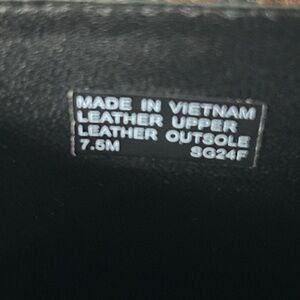 MADE IN VIETNAM
LEATHER UPPER
LEATHER OUTSOLE
7.5M SG24F